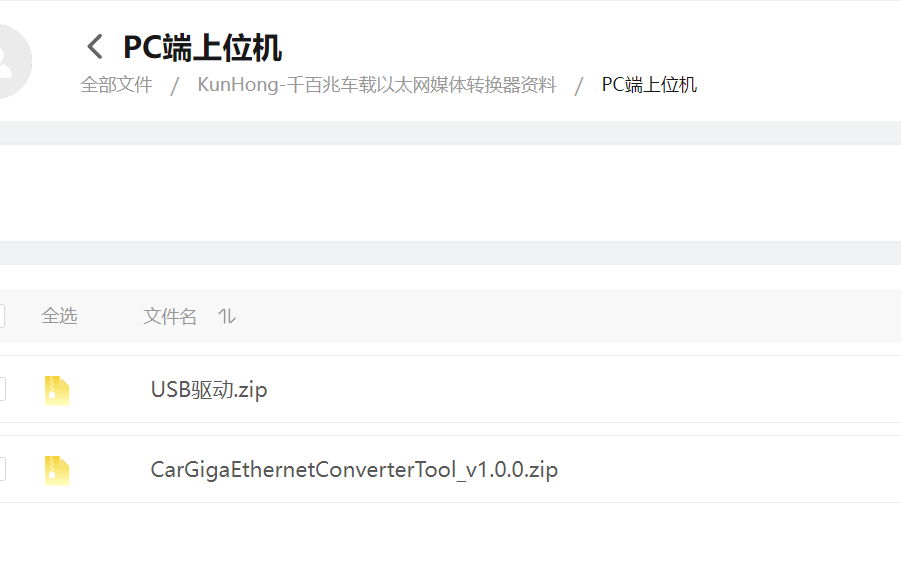 PC端上位机
全部文件 / KunHong-千百兆车载以太网媒体转换器资料 / PC端上位机
全选 文件名
USB驱动.zip
CarGigaEthernetConverterTool_v1.0.0.zip